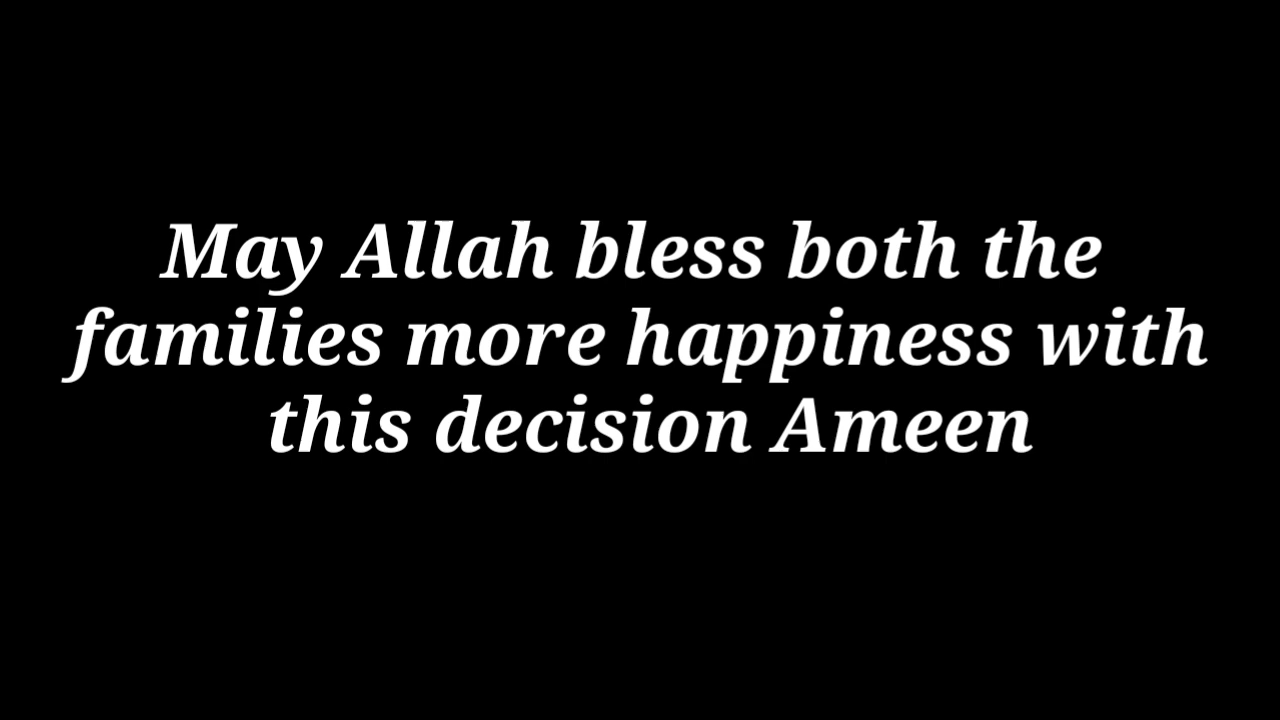 May Allah bless both the
families more happiness with
this decision Ameen